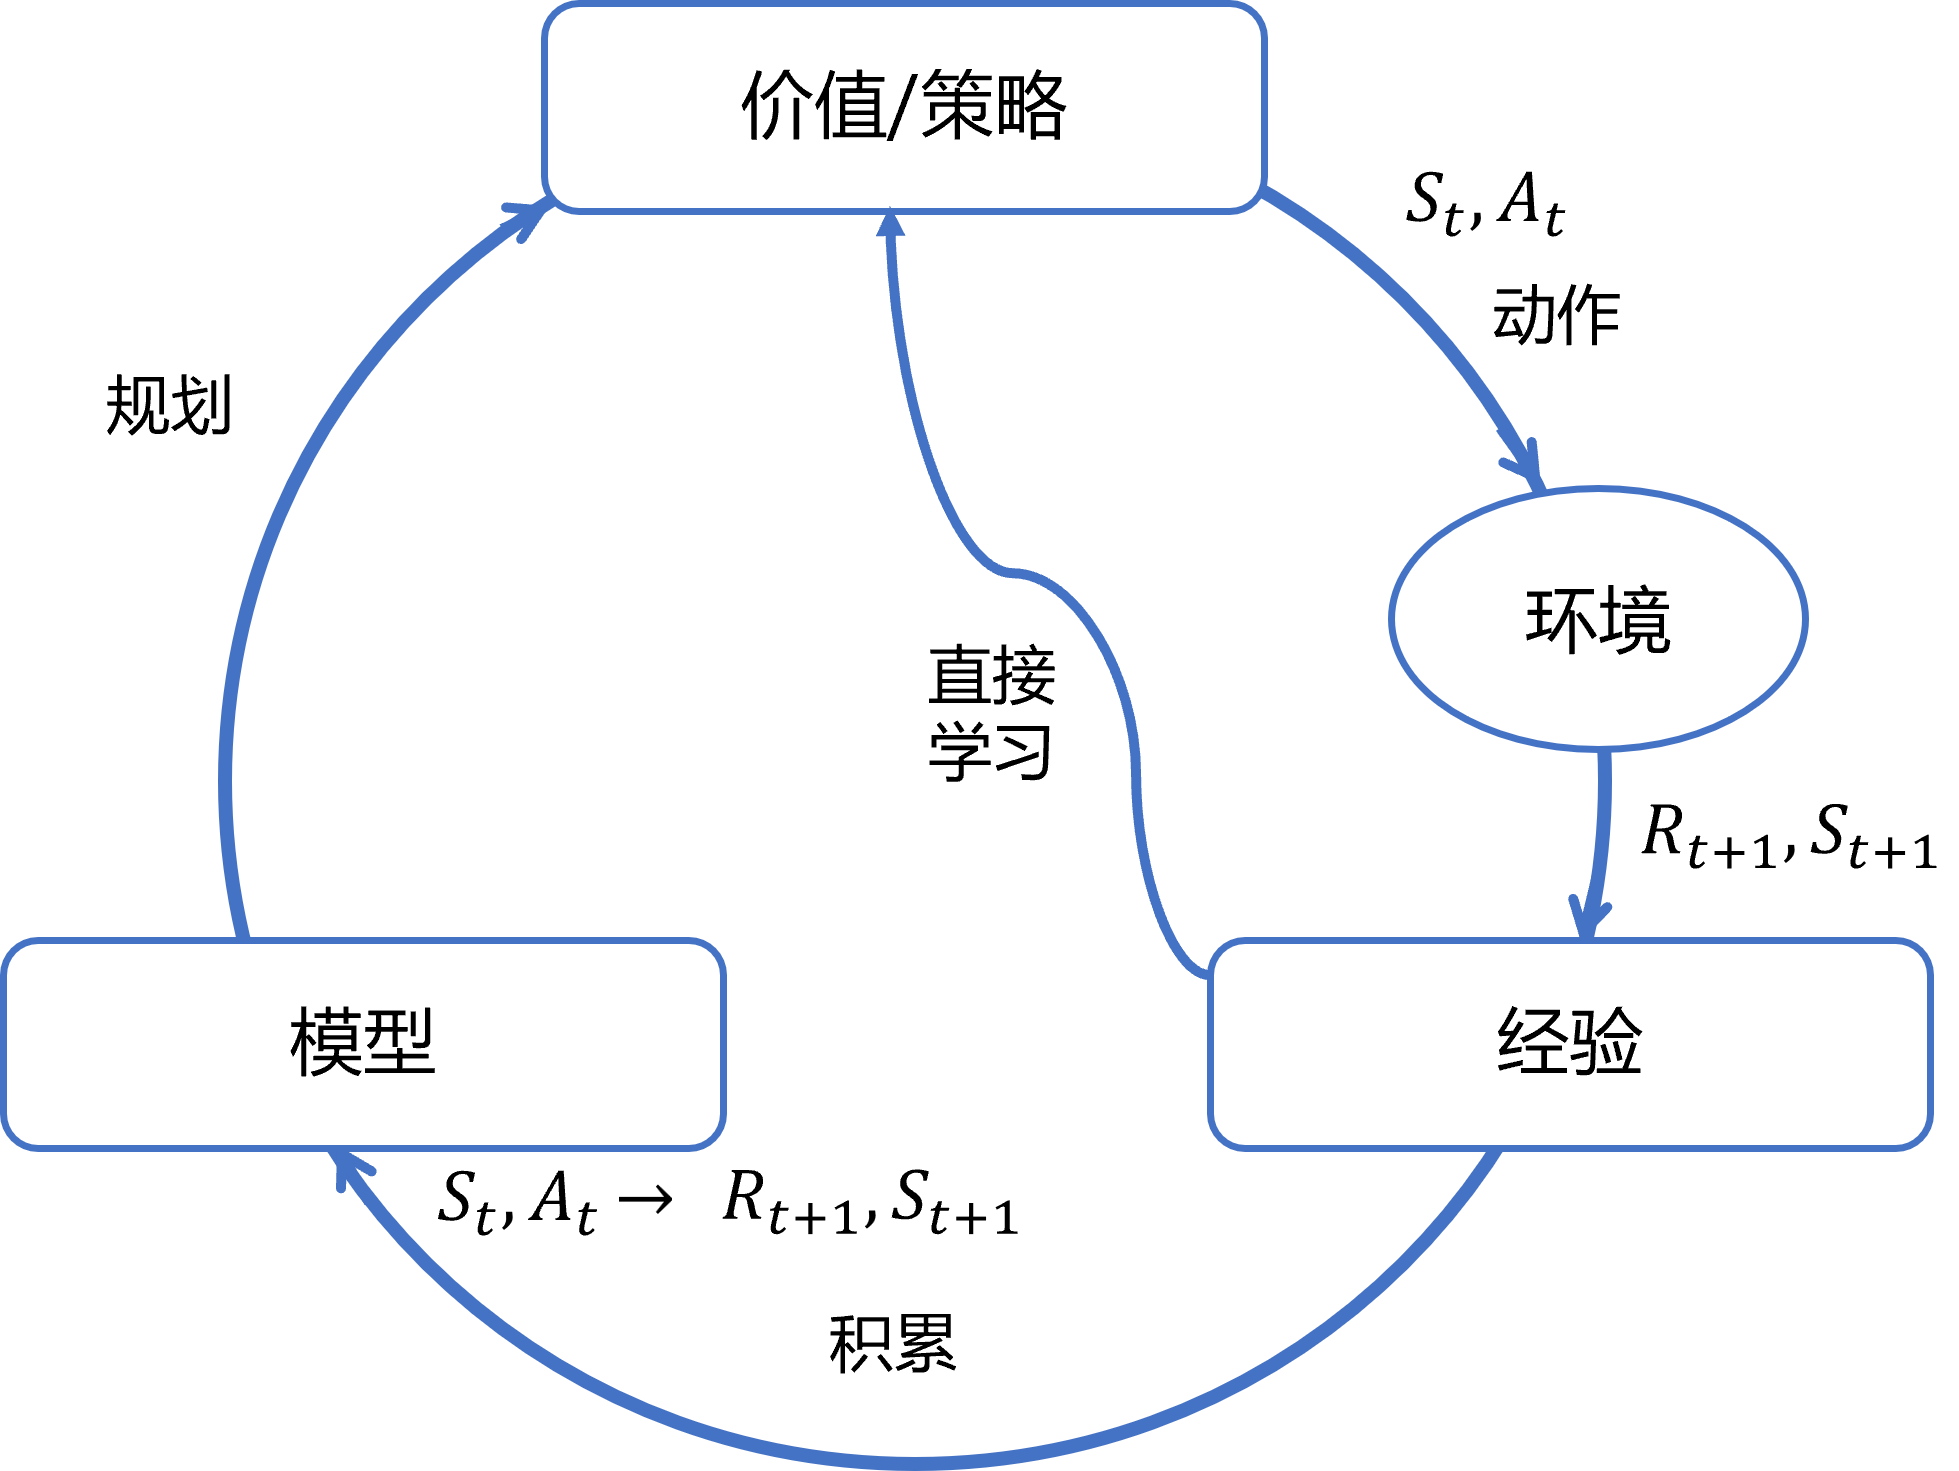 价值/策略
S_t, A_t
动作
规划
环境
直接
学习
R_{t+1}, S_{t+1}
模型
经验
S_t, A_t → R_{t+1}, S_{t+1}
积累